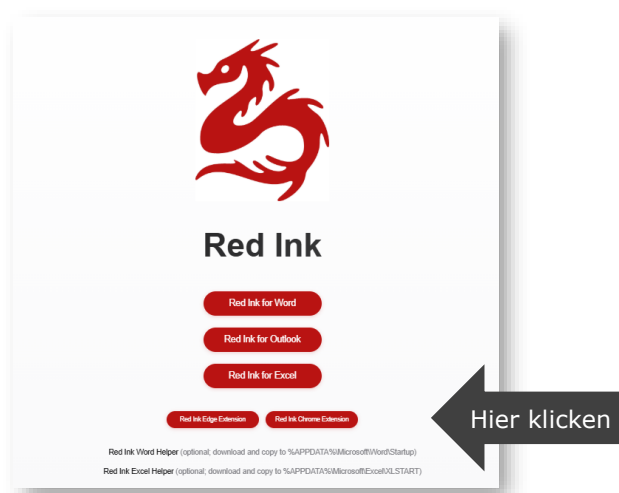 Red Ink
Red Ink for Word
Red Ink for Outlook
Red Ink for Excel
Red Ink Edge Extension Red Ink Chrome Extension
Hier klicken
Red Ink Word Helper (optional; download and copy to %APPDATA%\Microsoft\Word\Startup)
Red Ink Excel Helper (optional; download and copy to %APPDATA%\Microsoft\Excel\XLSTART)